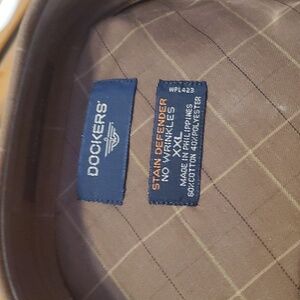 DOCKERS®
WPL423
STAIN DEFENDER
NO WRINKLES
XXL
MADE IN PHILIPPINES
60%COTTON 40%POLYESTER